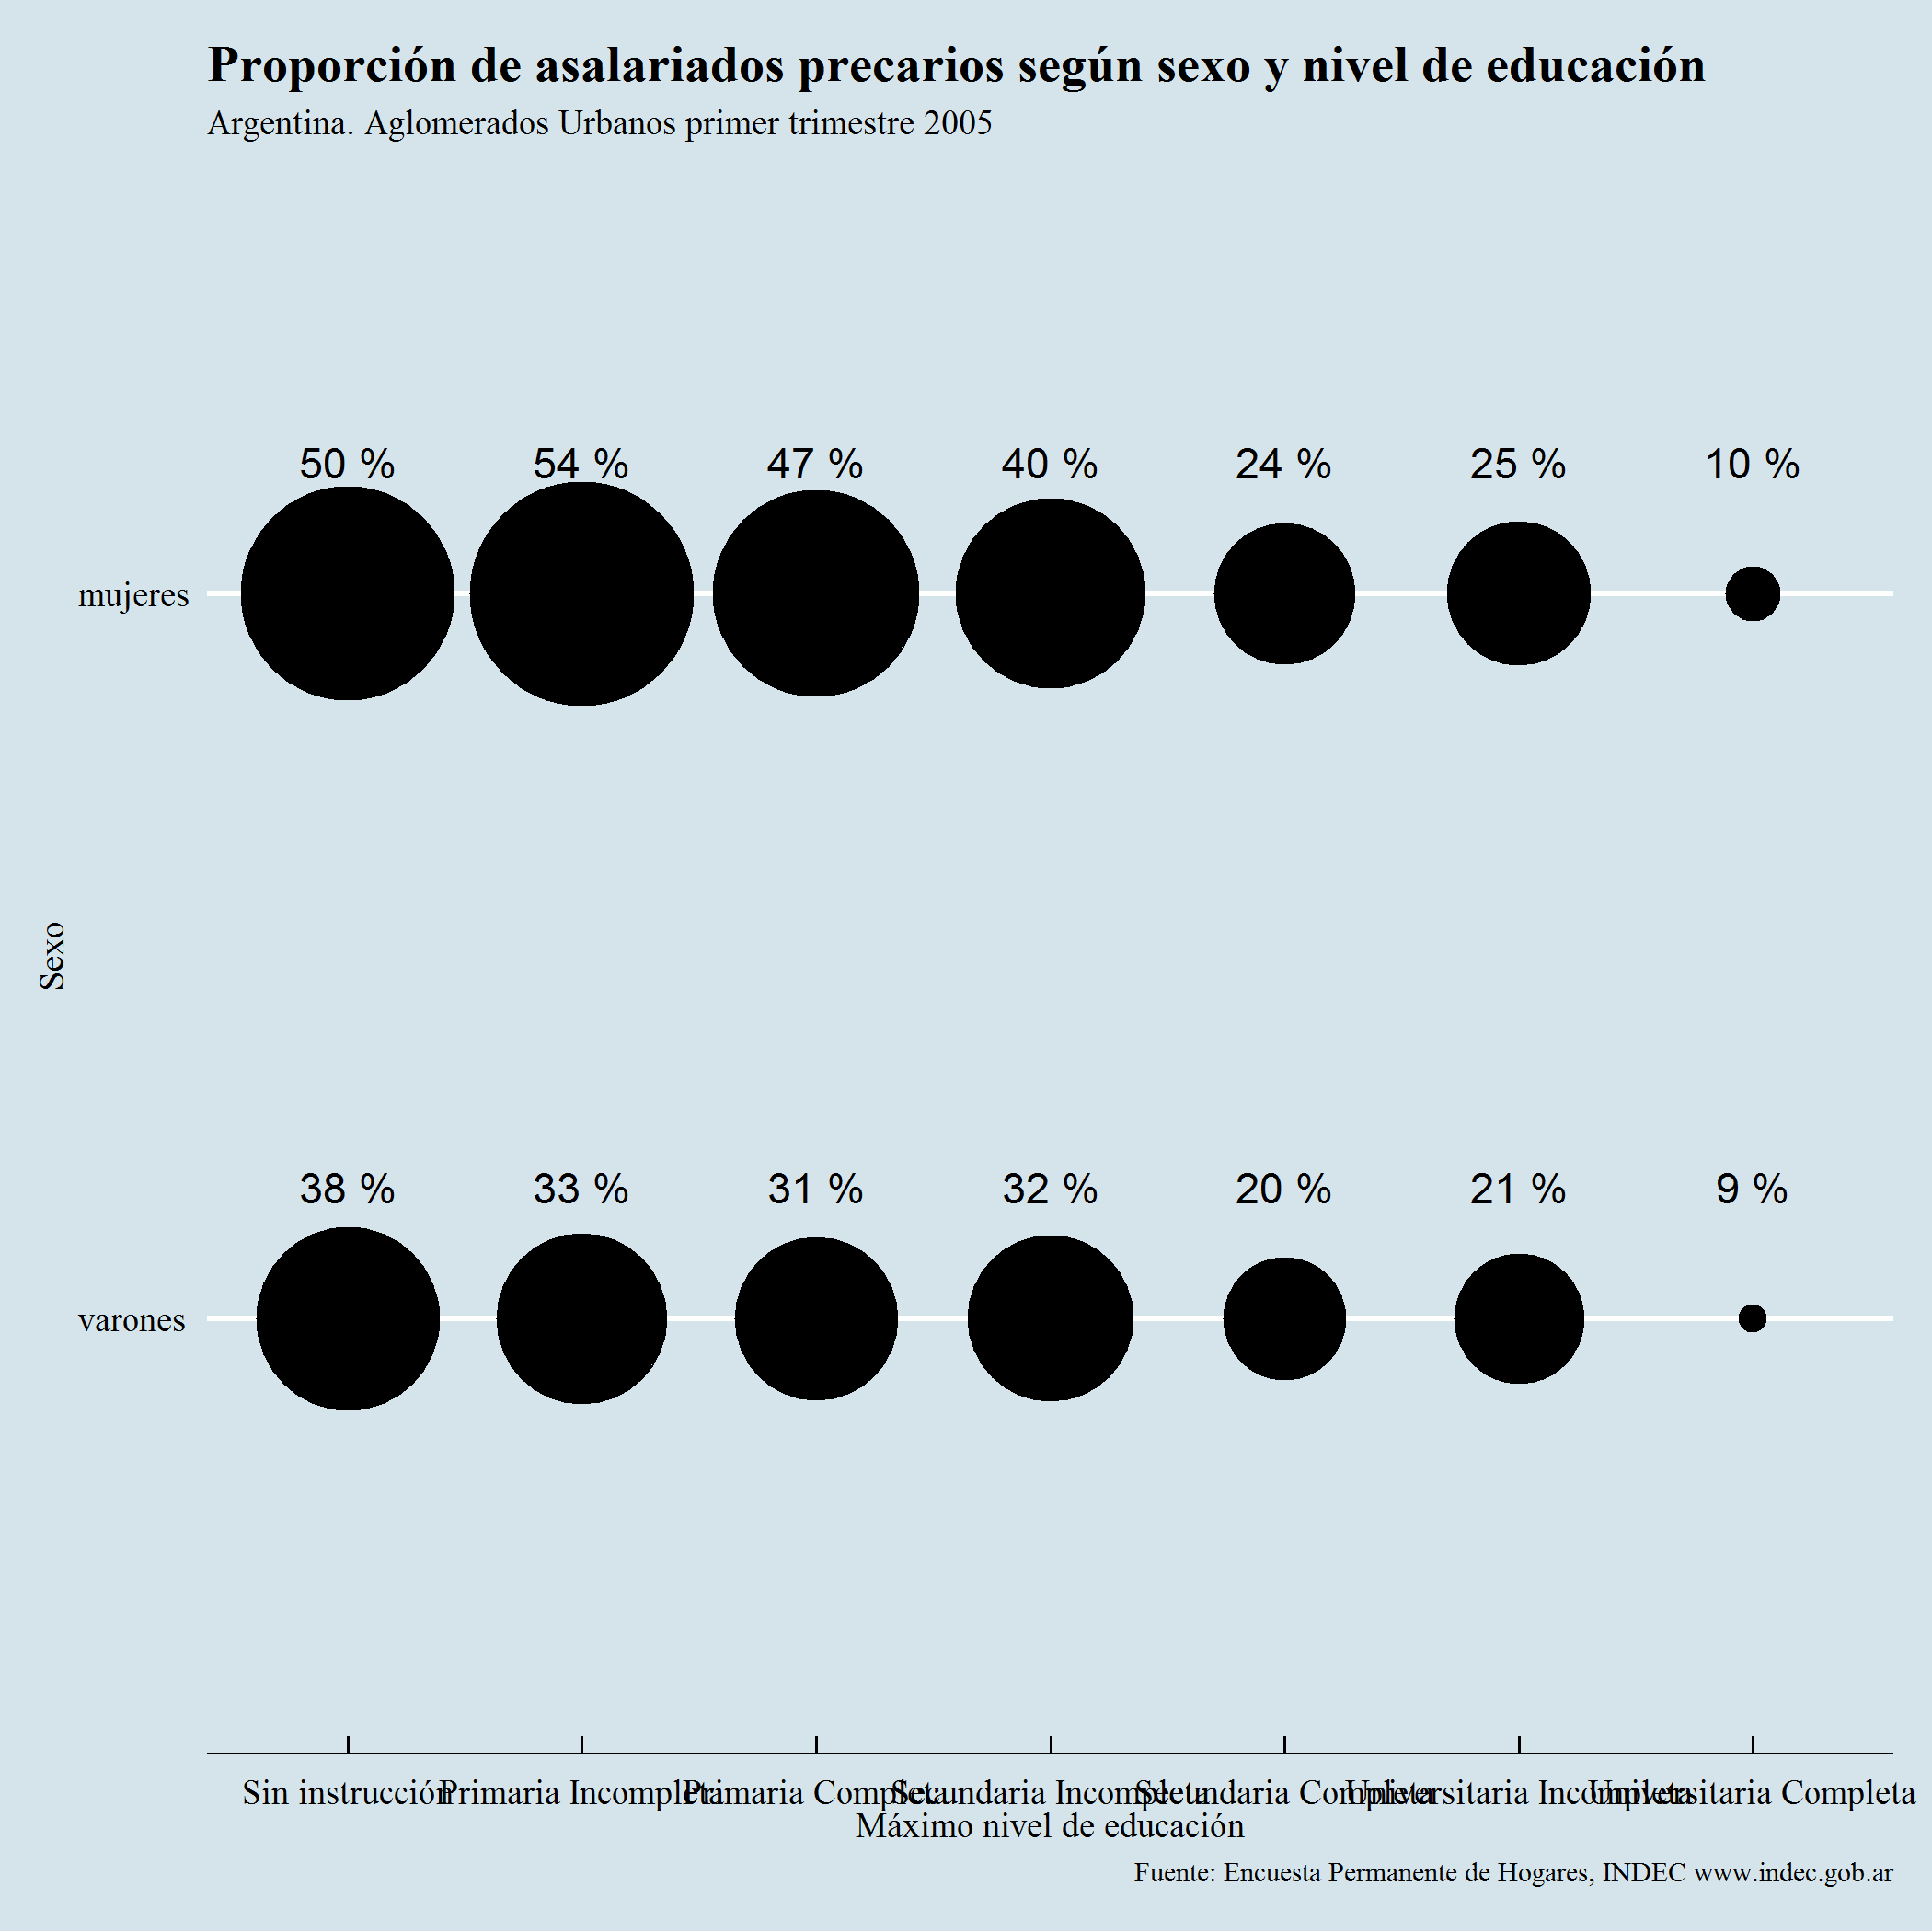 Proporción de asalariados precarios según sexo y nivel de educación
Argentina. Aglomerados Urbanos primer trimestre 2005
50 % 54 % 47 % 40 % 24 % 25 % 10 %
mujeres
Sexo
38 % 33 % 31 % 32 % 20 % 21 % 9 %
varones
Sin instrucción Primaria Incompleta Primaria Completa Secundaria Incompleta Secundaria Completa Universitaria Incompleta Universitaria Completa
Máximo nivel de educación
Fuente: Encuesta Permanente de Hogares, INDEC www.indec.gob.ar